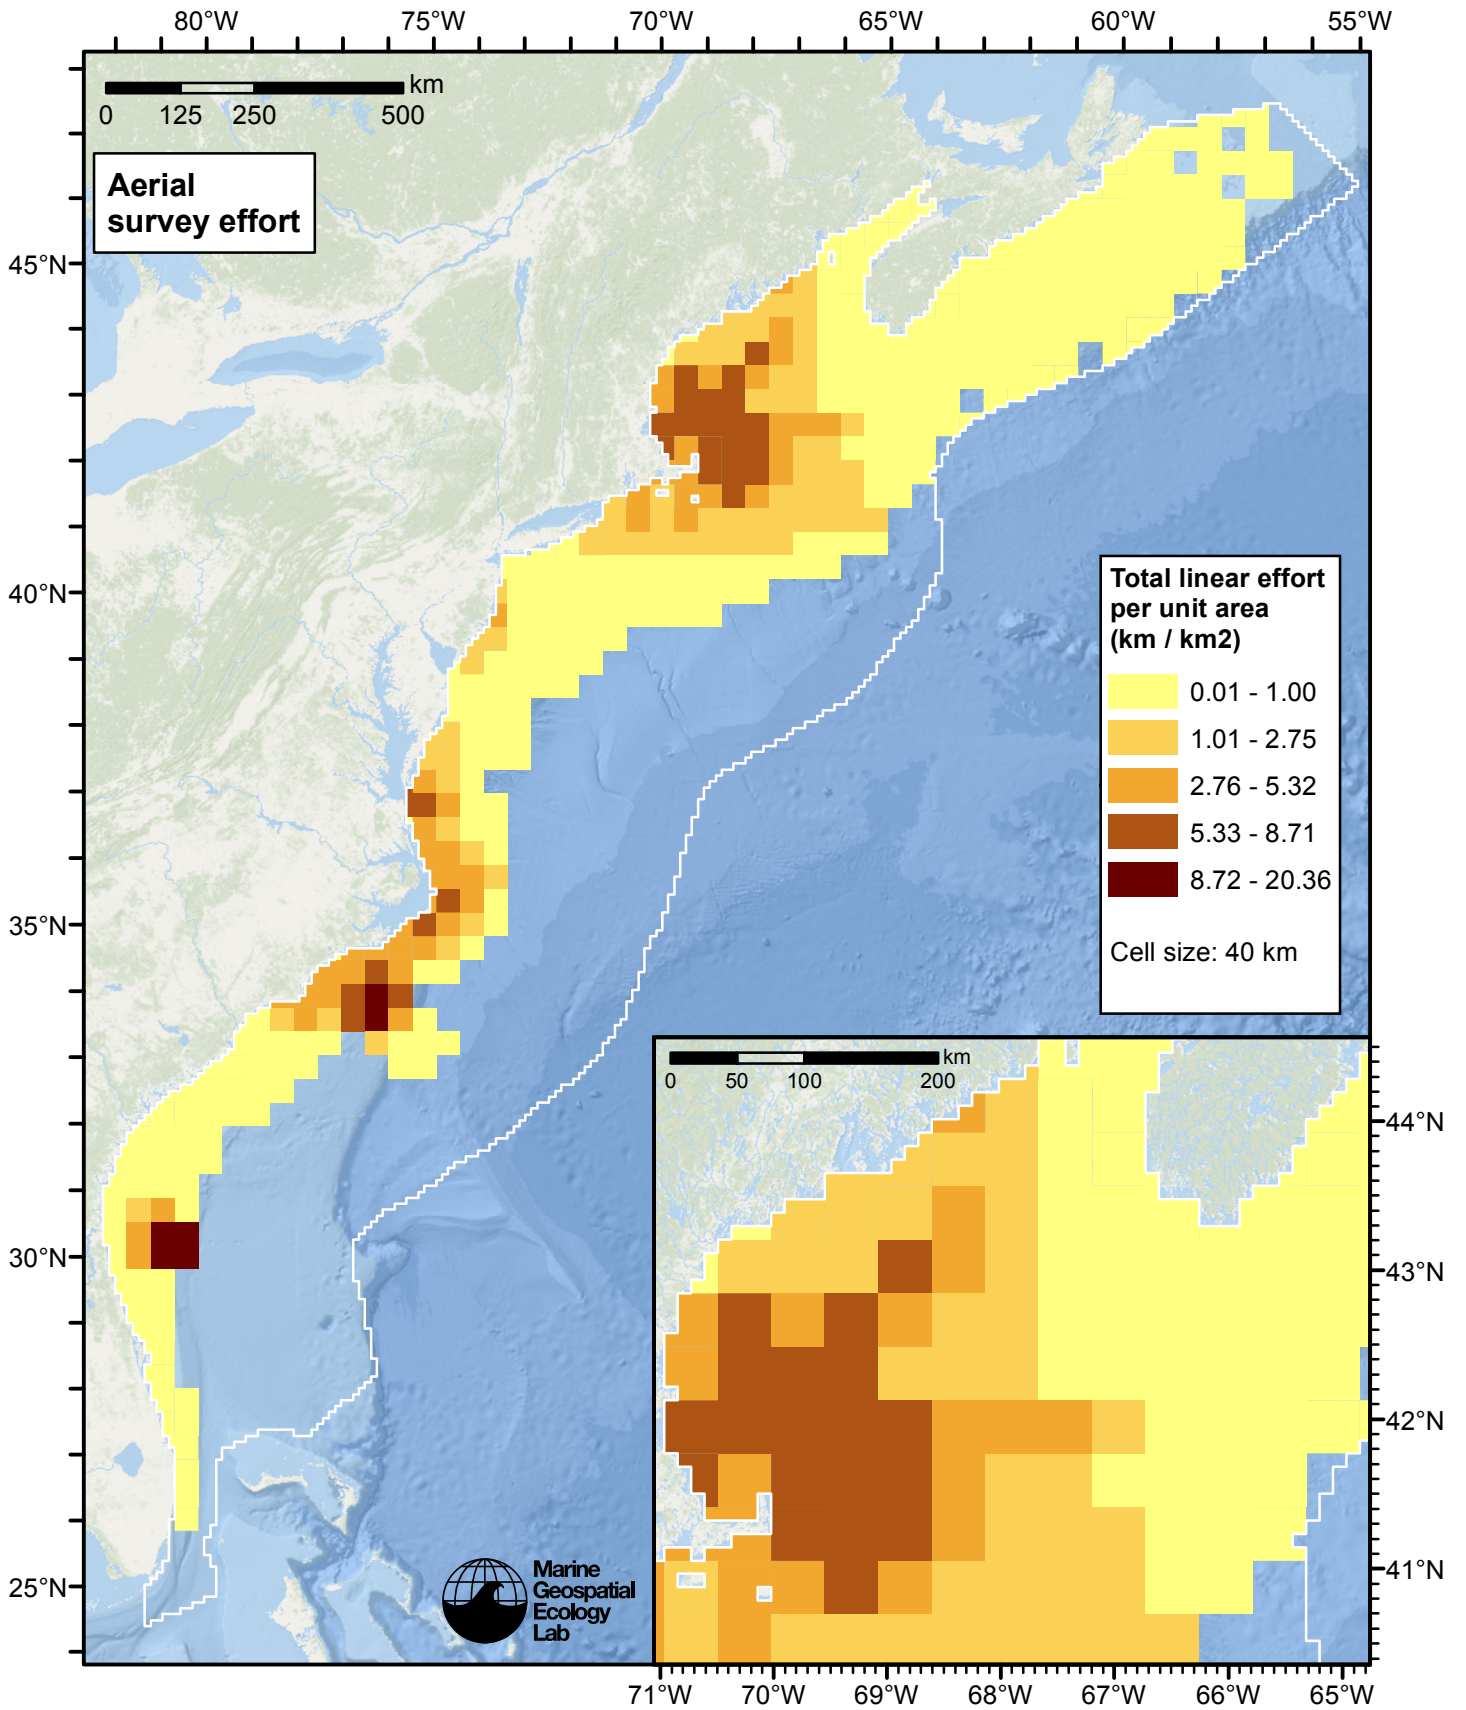 80°W 75°W 70°W 65°W 60°W 55°W
km
0 125 250 500
Aerial
survey effort
45°N
40°N
35°N
30°N
25°N
Total linear effort
per unit area
(km / km2)
0.01 - 1.00
1.01 - 2.75
2.76 - 5.32
5.33 - 8.71
8.72 - 20.36
Cell size: 40 km
km
0 50 100 200
44°N
43°N
42°N
41°N
Marine
Geospatial
Ecology
Lab
71°W 70°W 69°W 68°W 67°W 66°W 65°W